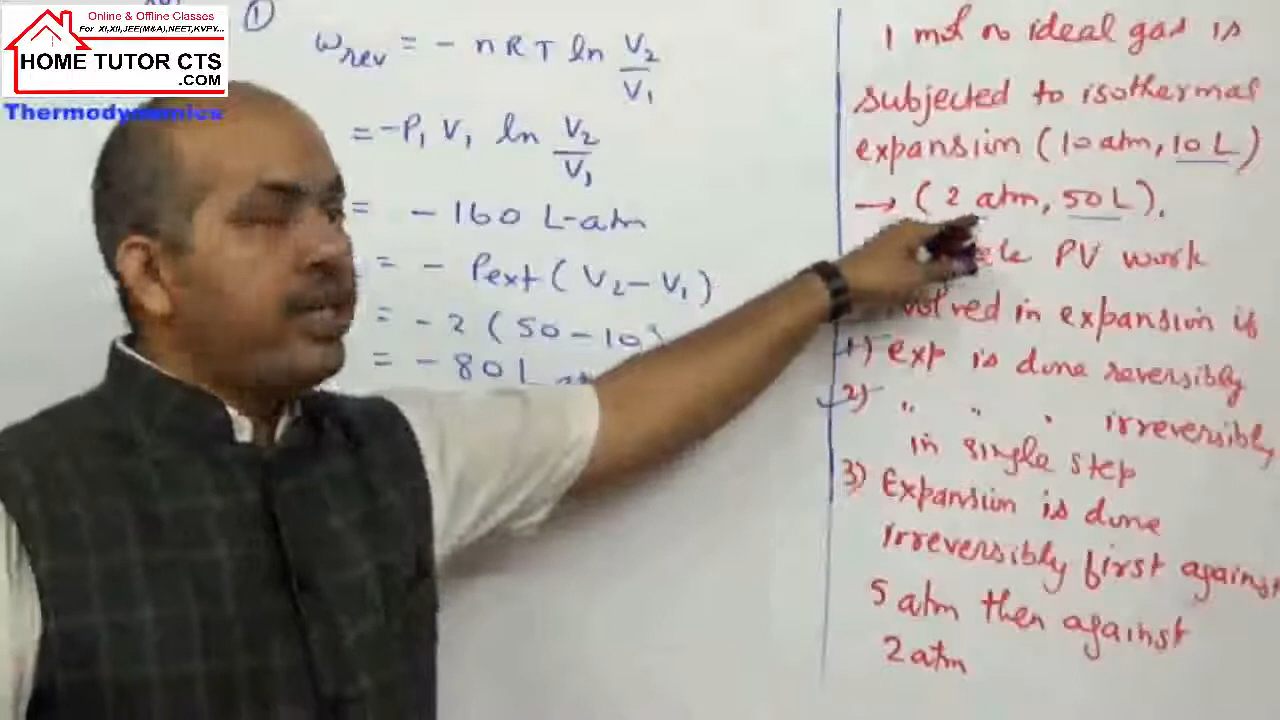 Online & Offline Classes
For XI,XII,JEE(M&A),NEET,KVPY...
HOME TUTOR CTS
.COM
Thermodynamics
①
Wrev = - nRT ln V₂/V₁
= -P₁ V₁ ln V₂/V₁
= - 160 L-atm
= - Pext (V₂ - V₁)
= - 2 (50 - 10)
= - 80 L
1 mol
ideal gas is
subjected to isothermal
expansion (10 atm, 10 L)
→ (2 atm, 50 L).
PV work
in expansion if
1) exp is done reversibly
2) " " " irreversibly
in single step
3) Expansion is done
irreversibly first against
5 atm then against
2 atm